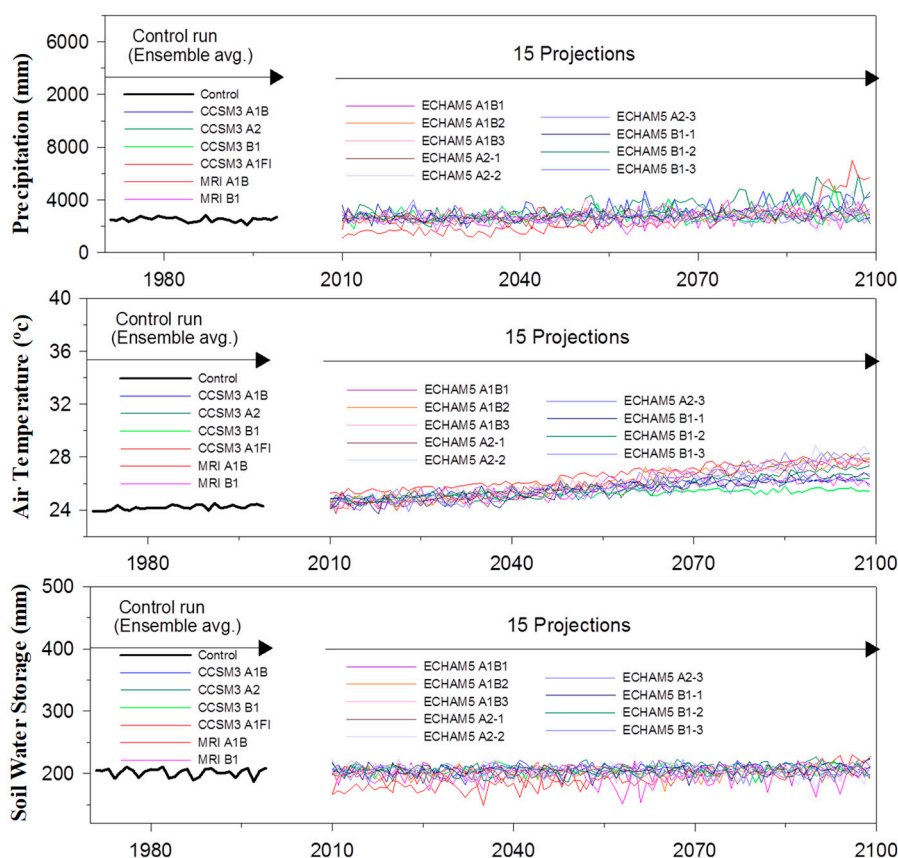 Precipitation (mm)
6000
2000
6000
4000
0
Control run
(Ensemble avg.)
15 Projections
Control
CCSM3 A1B
CCSM3 A2
CCSM3 B1
CCSM3 A1FI
MRI A1B
MRI B1
ECHAM5 A1B1
ECHAM5 A1B2
ECHAM5 A1B3
ECHAM5 A2-1
ECHAM5 A2-2
ECHAM5 A2-3
ECHAM5 B1-1
ECHAM5 B1-2
ECHAM5 B1-3
1980
2010
2040
2070
2100
Air Temperature (ºc)
40
36
32
28
24
Control run
(Ensemble avg.)
15 Projections
Control
CCSM3 A1B
CCSM3 A2
CCSM3 B1
CCSM3 A1FI
MRI A1B
MRI B1
ECHAM5 A1B1
ECHAM5 A1B2
ECHAM5 A1B3
ECHAM5 A2-1
ECHAM5 A2-2
ECHAM5 A2-3
ECHAM5 B1-1
ECHAM5 B1-2
ECHAM5 B1-3
1980
2010
2040
2070
2100
Soil Water Storage (mm)
500
400
300
200
Control run
(Ensemble avg.)
15 Projections
Control
CCSM3 A1B
CCSM3 A2
CCSM3 B1
CCSM3 A1FI
MRI A1B
MRI B1
ECHAM5 A1B1
ECHAM5 A1B2
ECHAM5 A1B3
ECHAM5 A2-1
ECHAM5 A2-2
ECHAM5 A2-3
ECHAM5 B1-1
ECHAM5 B1-2
ECHAM5 B1-3
1980
2010
2040
2070
2100